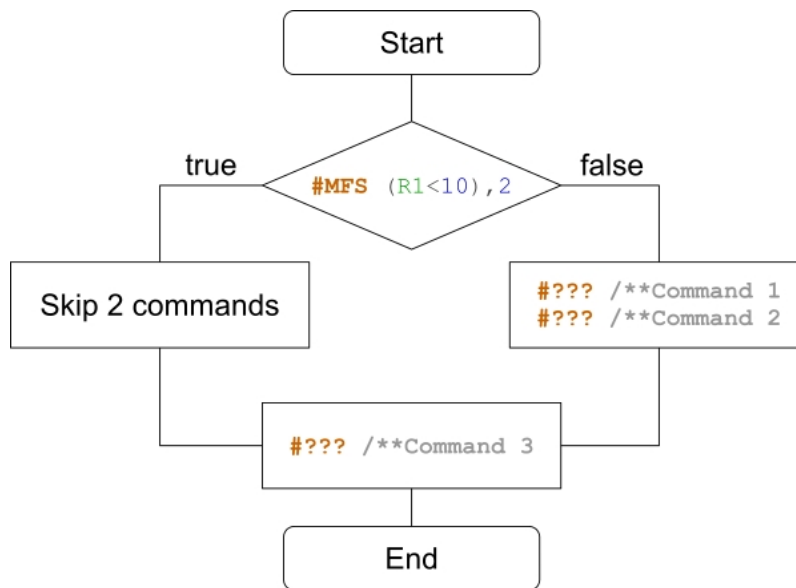 Start
true
false
#MFS (R1<10),2
Skip 2 commands
#??? /**Command 1
#??? /**Command 2
#??? /**Command 3
End